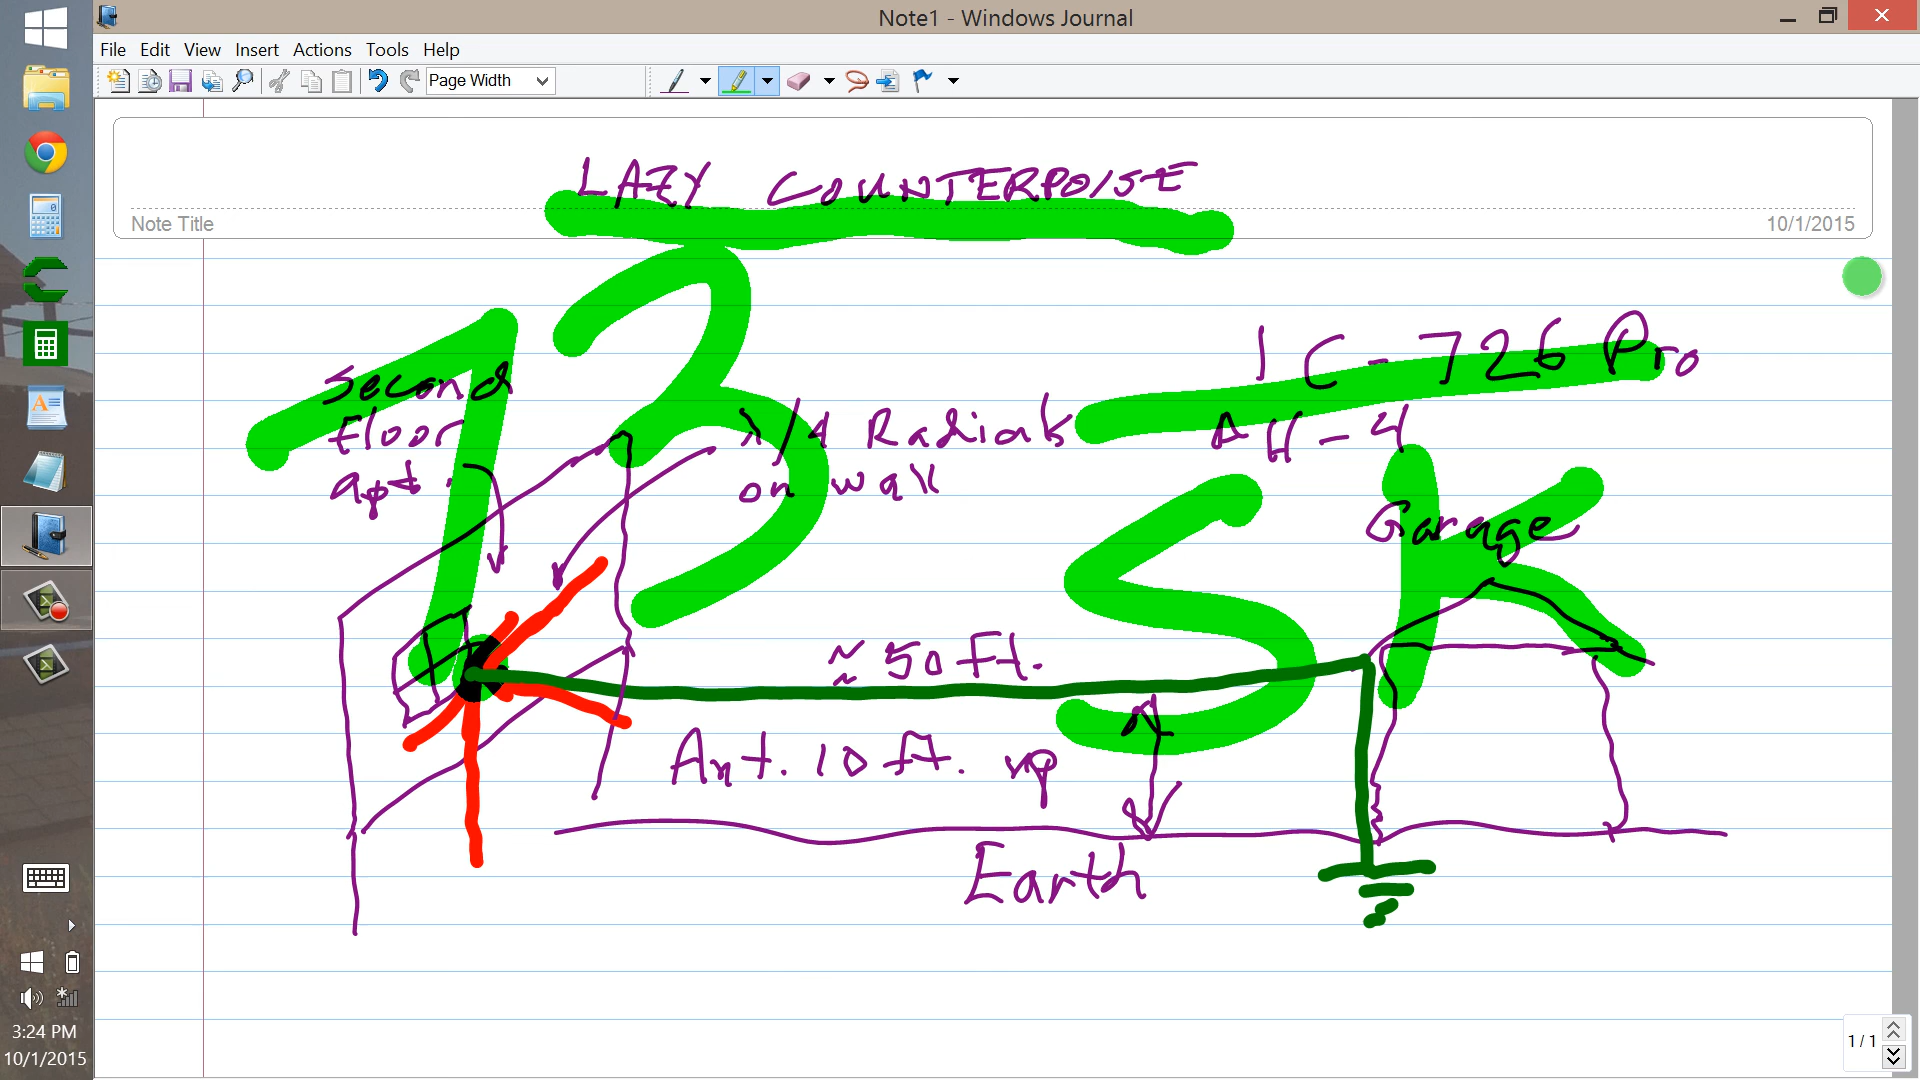 Note1 - Windows Journal
File Edit View Insert Actions Tools Help
Page Width
LAZY COUNTERPOISE
Note Title
10/1/2015
73
SK
IC-726 Pro
AH-4
Second
Floor
apt.
λ/4 Radials
on wall
Garage
≈ 50 Ft.
Ant. 10 ft. up
Earth
3:24 PM
10/1/2015
1 / 1